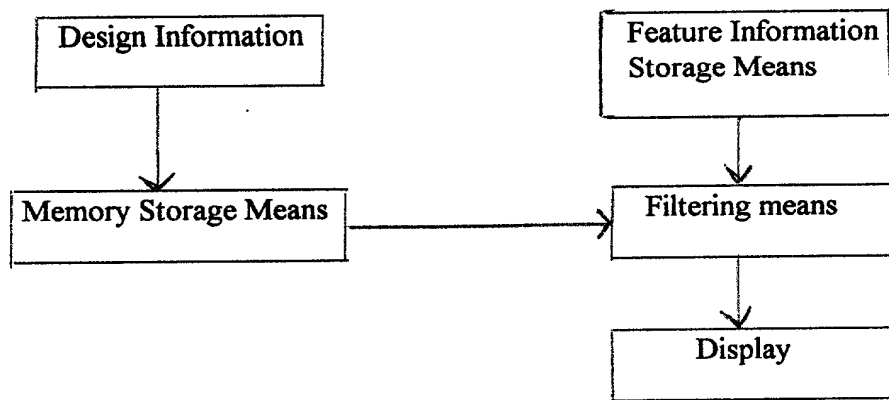 Design Information
Feature Information
Storage Means
Memory Storage Means
Filtering means
Display